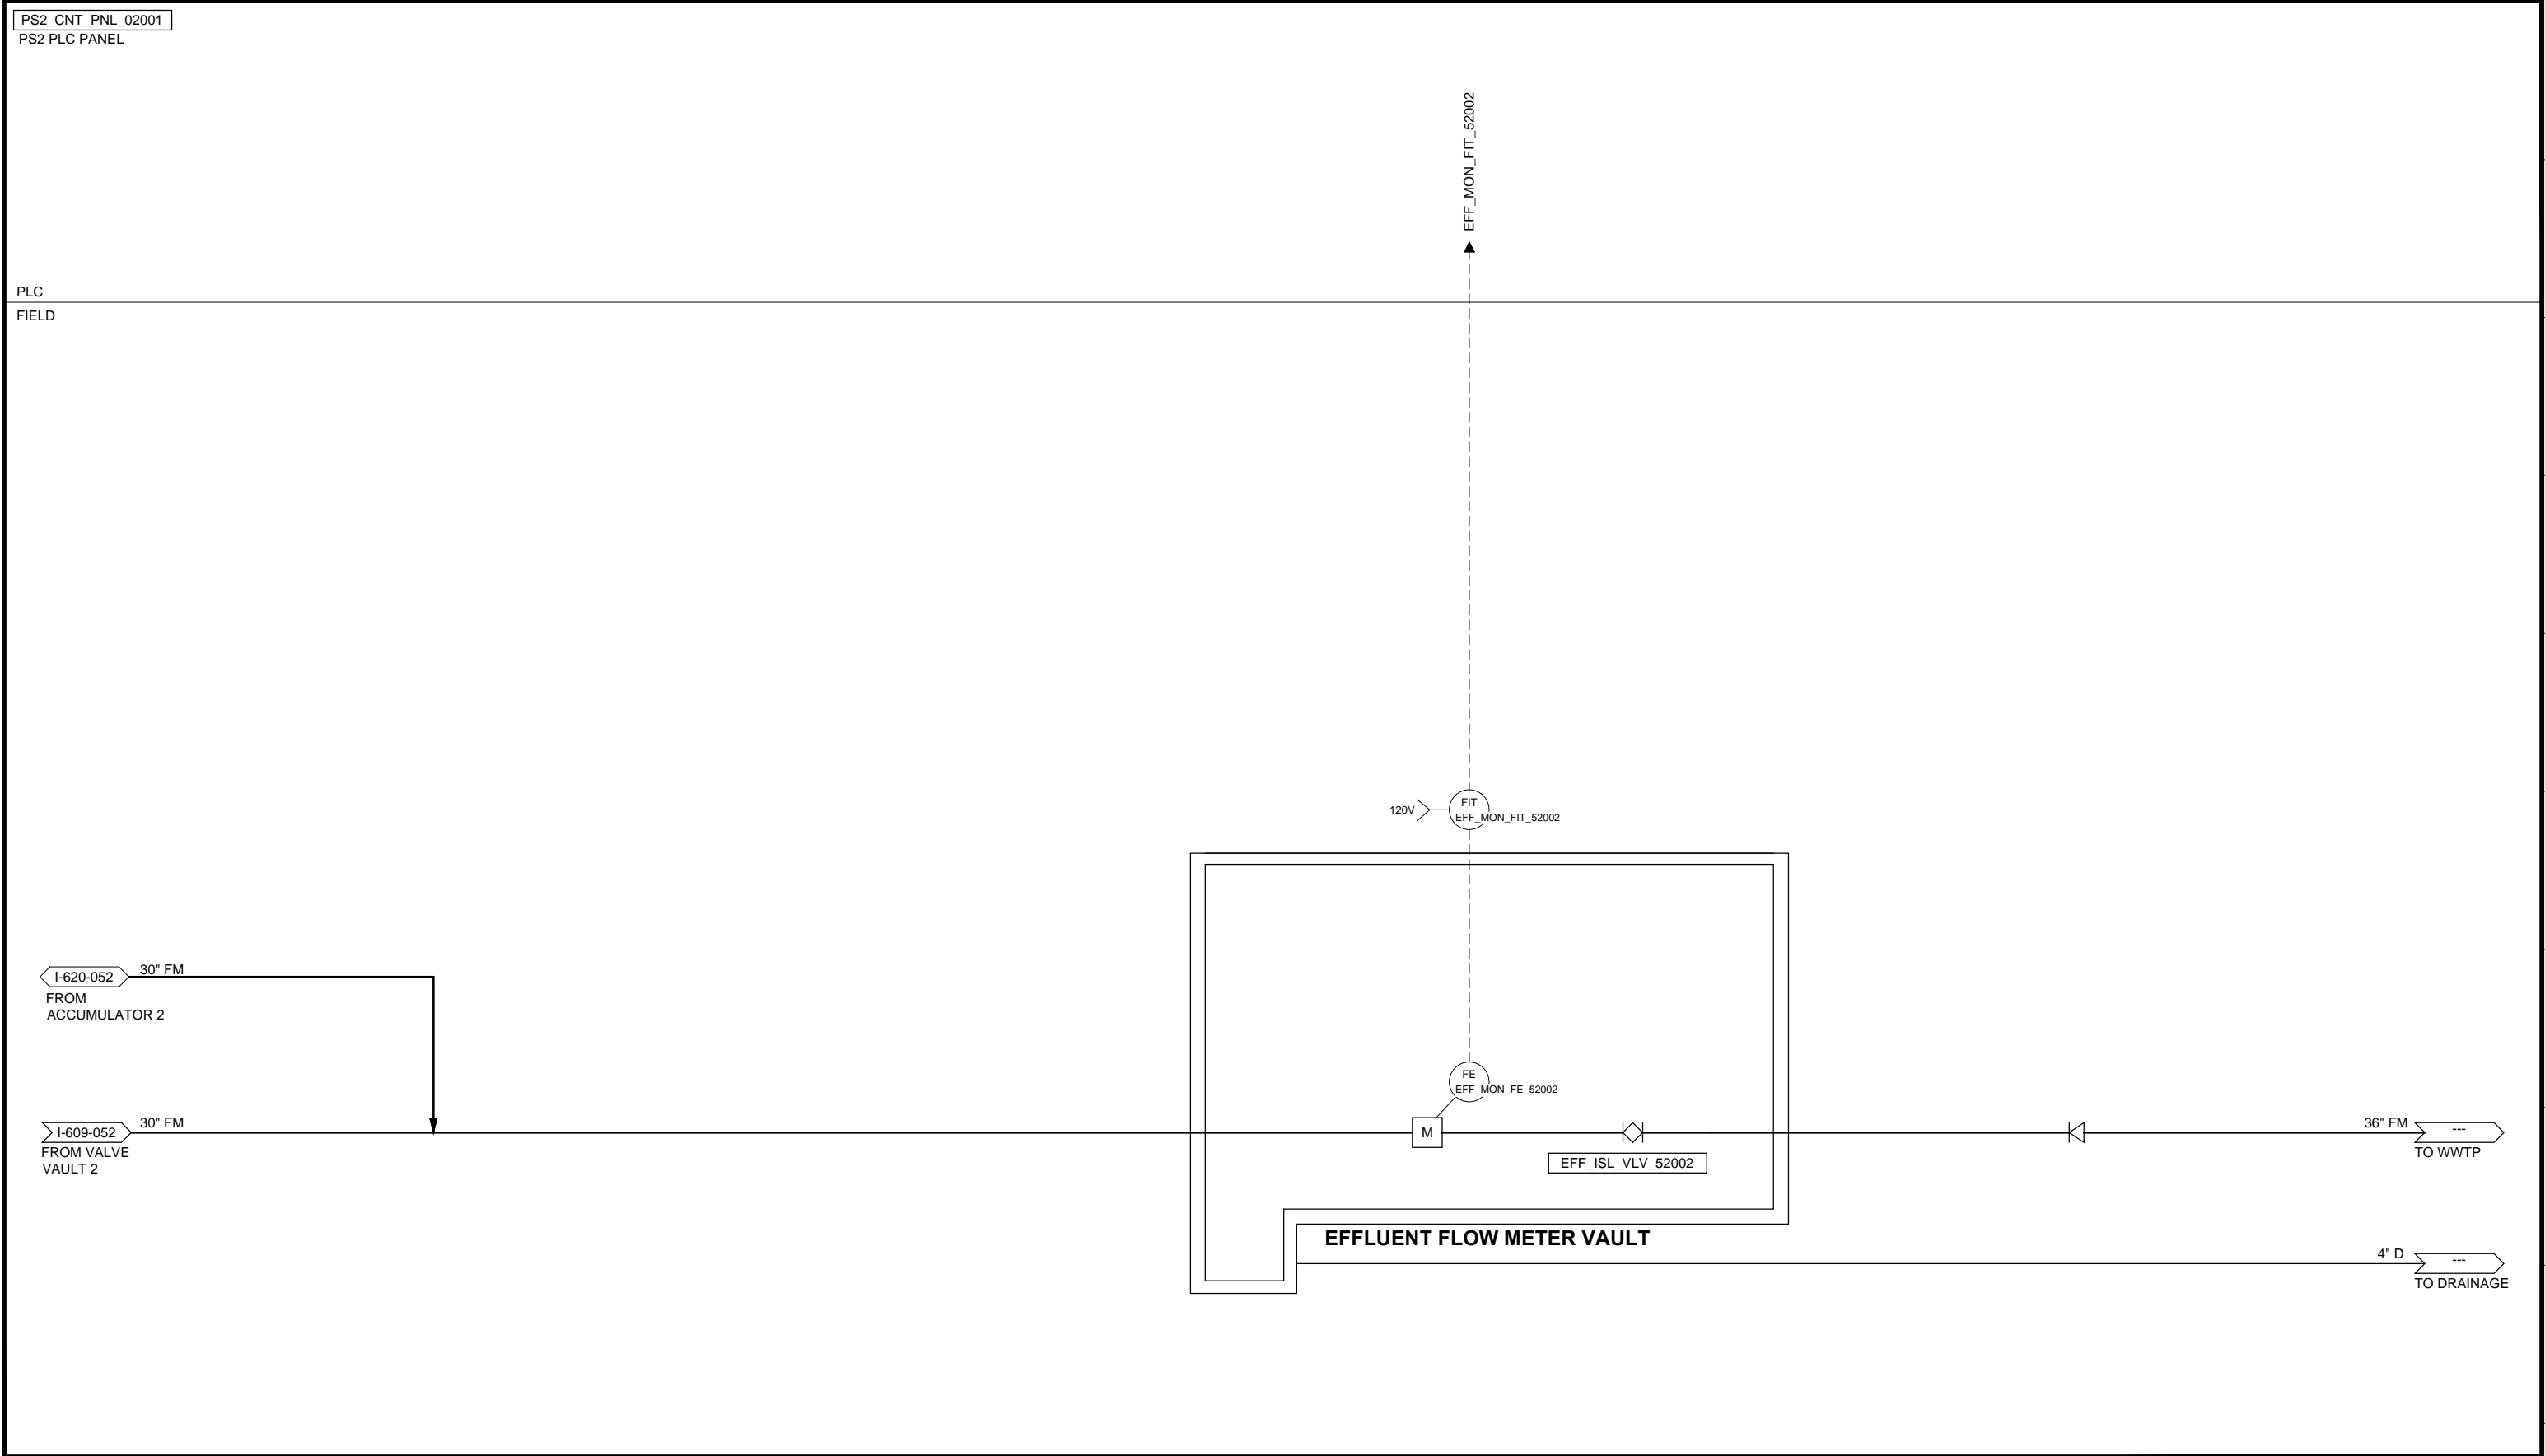 PS2_CNT_PNL_02001
PS2 PLC PANEL
EFF_MON_FIT_52002
PLC
FIELD
120V
FIT
EFF_MON_FIT_52002
I-620-052
30" FM
FROM
ACCUMULATOR 2
FE
EFF_MON_FE_52002
I-609-052
30" FM
FROM VALVE
VAULT 2
M
EFF_ISL_VLV_52002
36" FM
---
TO WWTP
EFFLUENT FLOW METER VAULT
4" D
---
TO DRAINAGE